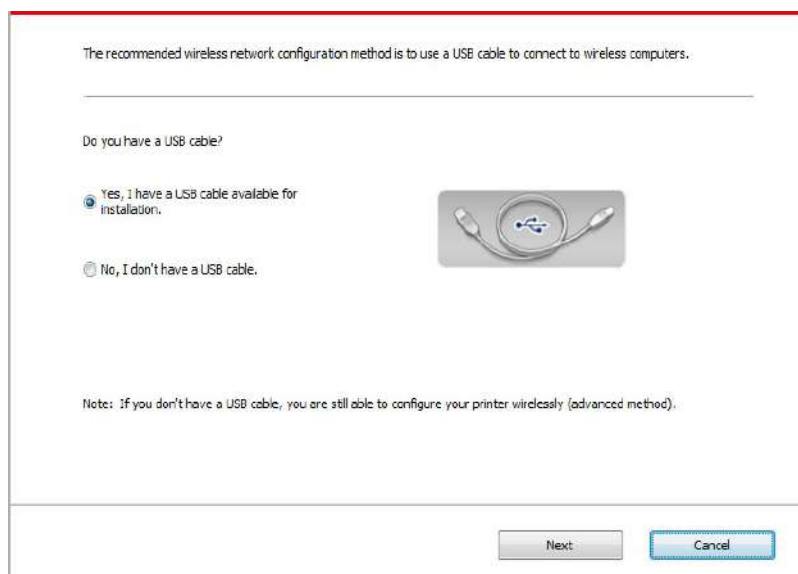 The recommended wireless network configuration method is to use a USB cable to connect to wireless computers.
Do you have a USB cable?
Yes, I have a USB cable available for
installation.
No, I don't have a USB cable.
Note: If you don't have a USB cable, you are still able to configure your printer wirelessly (advanced method).
Next
Cancel